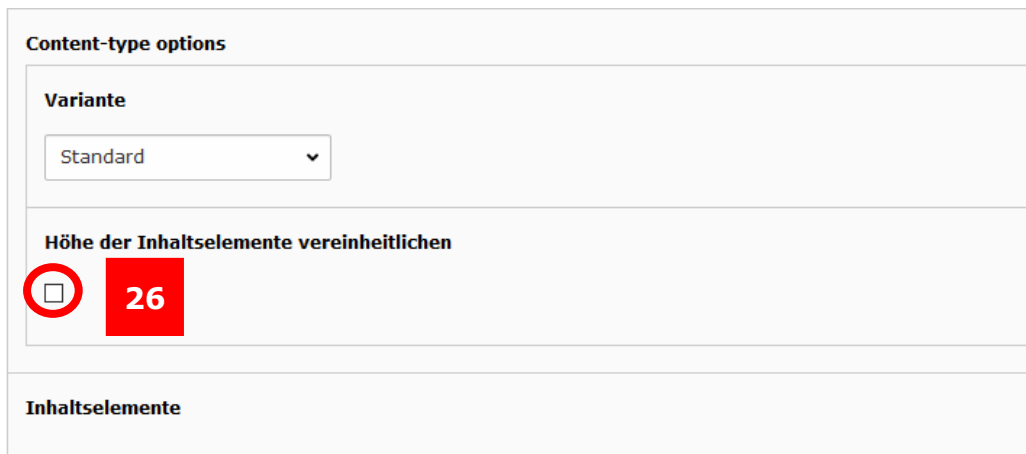 Content-type options
Variante
Standard
Höhe der Inhaltselemente vereinheitlichen
26
Inhaltselemente